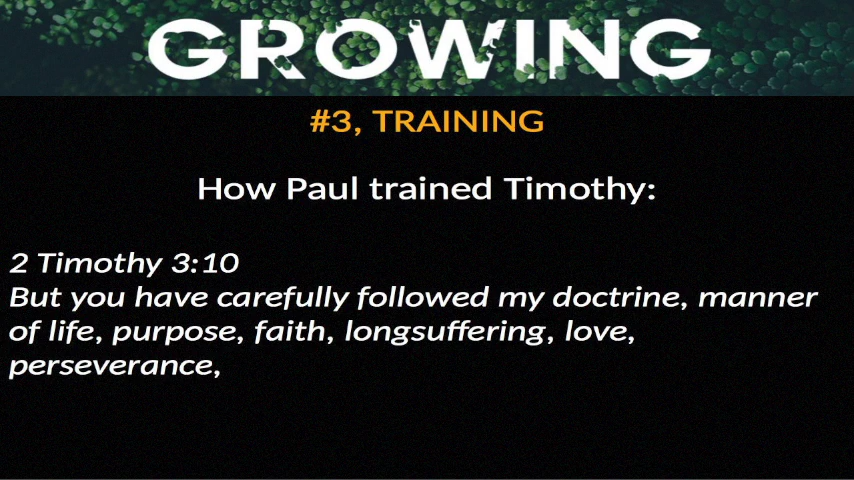 GROWING
#3, TRAINING
How Paul trained Timothy:
2 Timothy 3:10
But you have carefully followed my doctrine, manner
of life, purpose, faith, longsuffering, love,
perseverance,